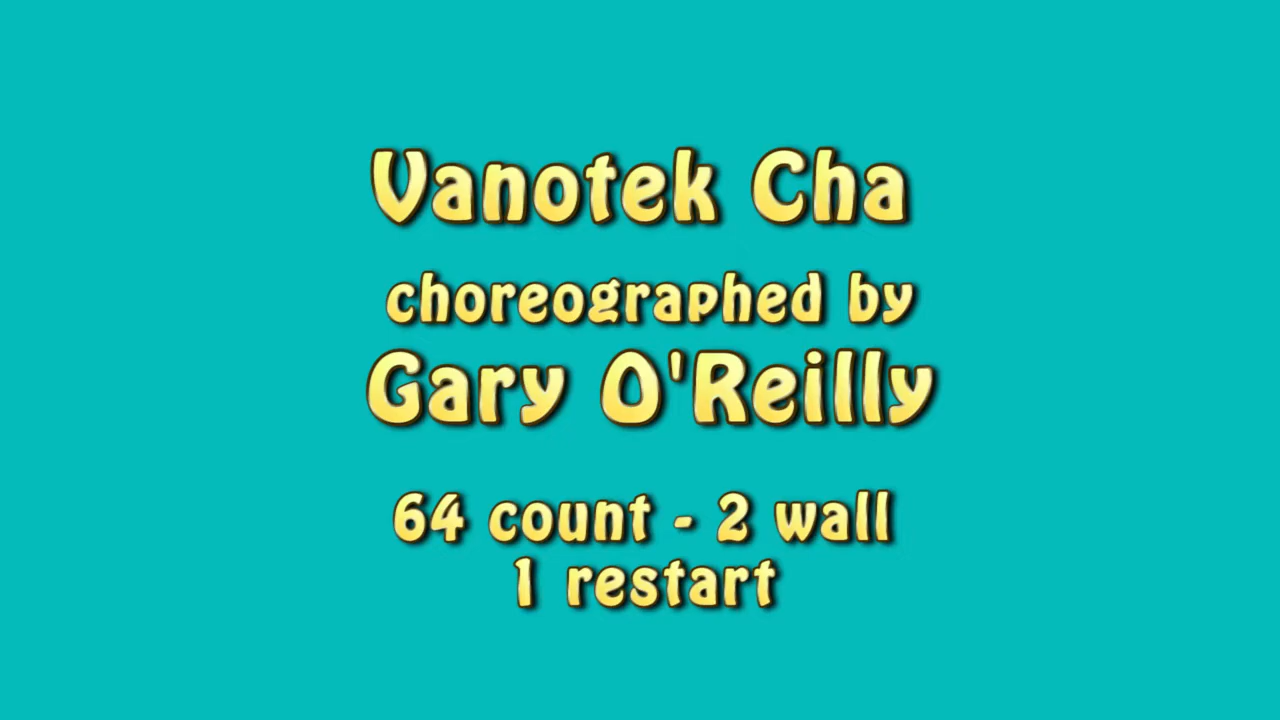 Vanotek Cha
choreographed by
Gary O'Reilly
64 count - 2 wall
1 restart